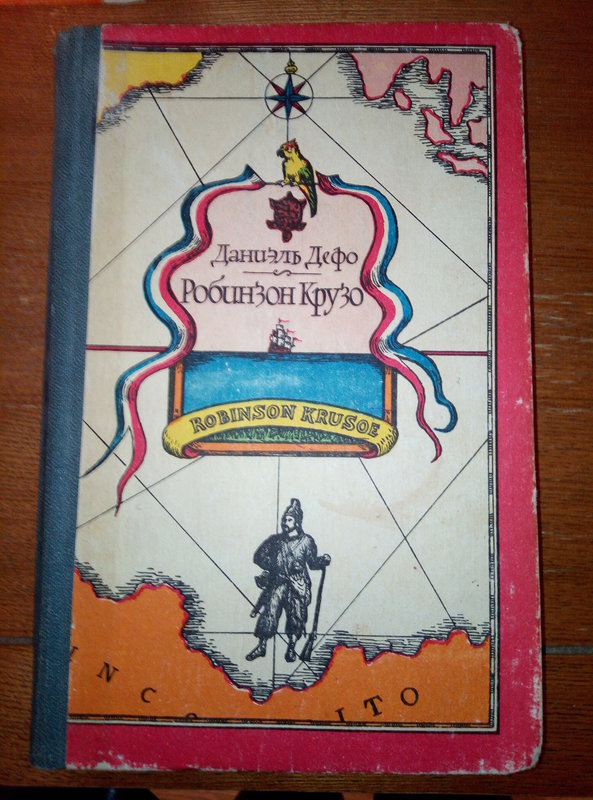 Даниэль Дефо
Робинзон Крузо
ROBINSON KRUSOE
INCO ITO